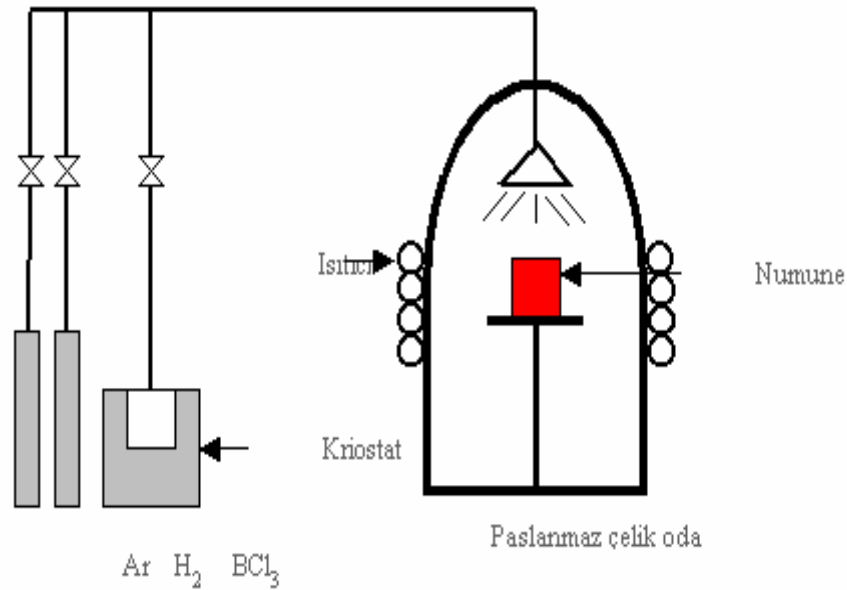 Isıtıcı
Numune
Kriostat
Paslanmaz çelik oda
Ar H₂ BCl₃